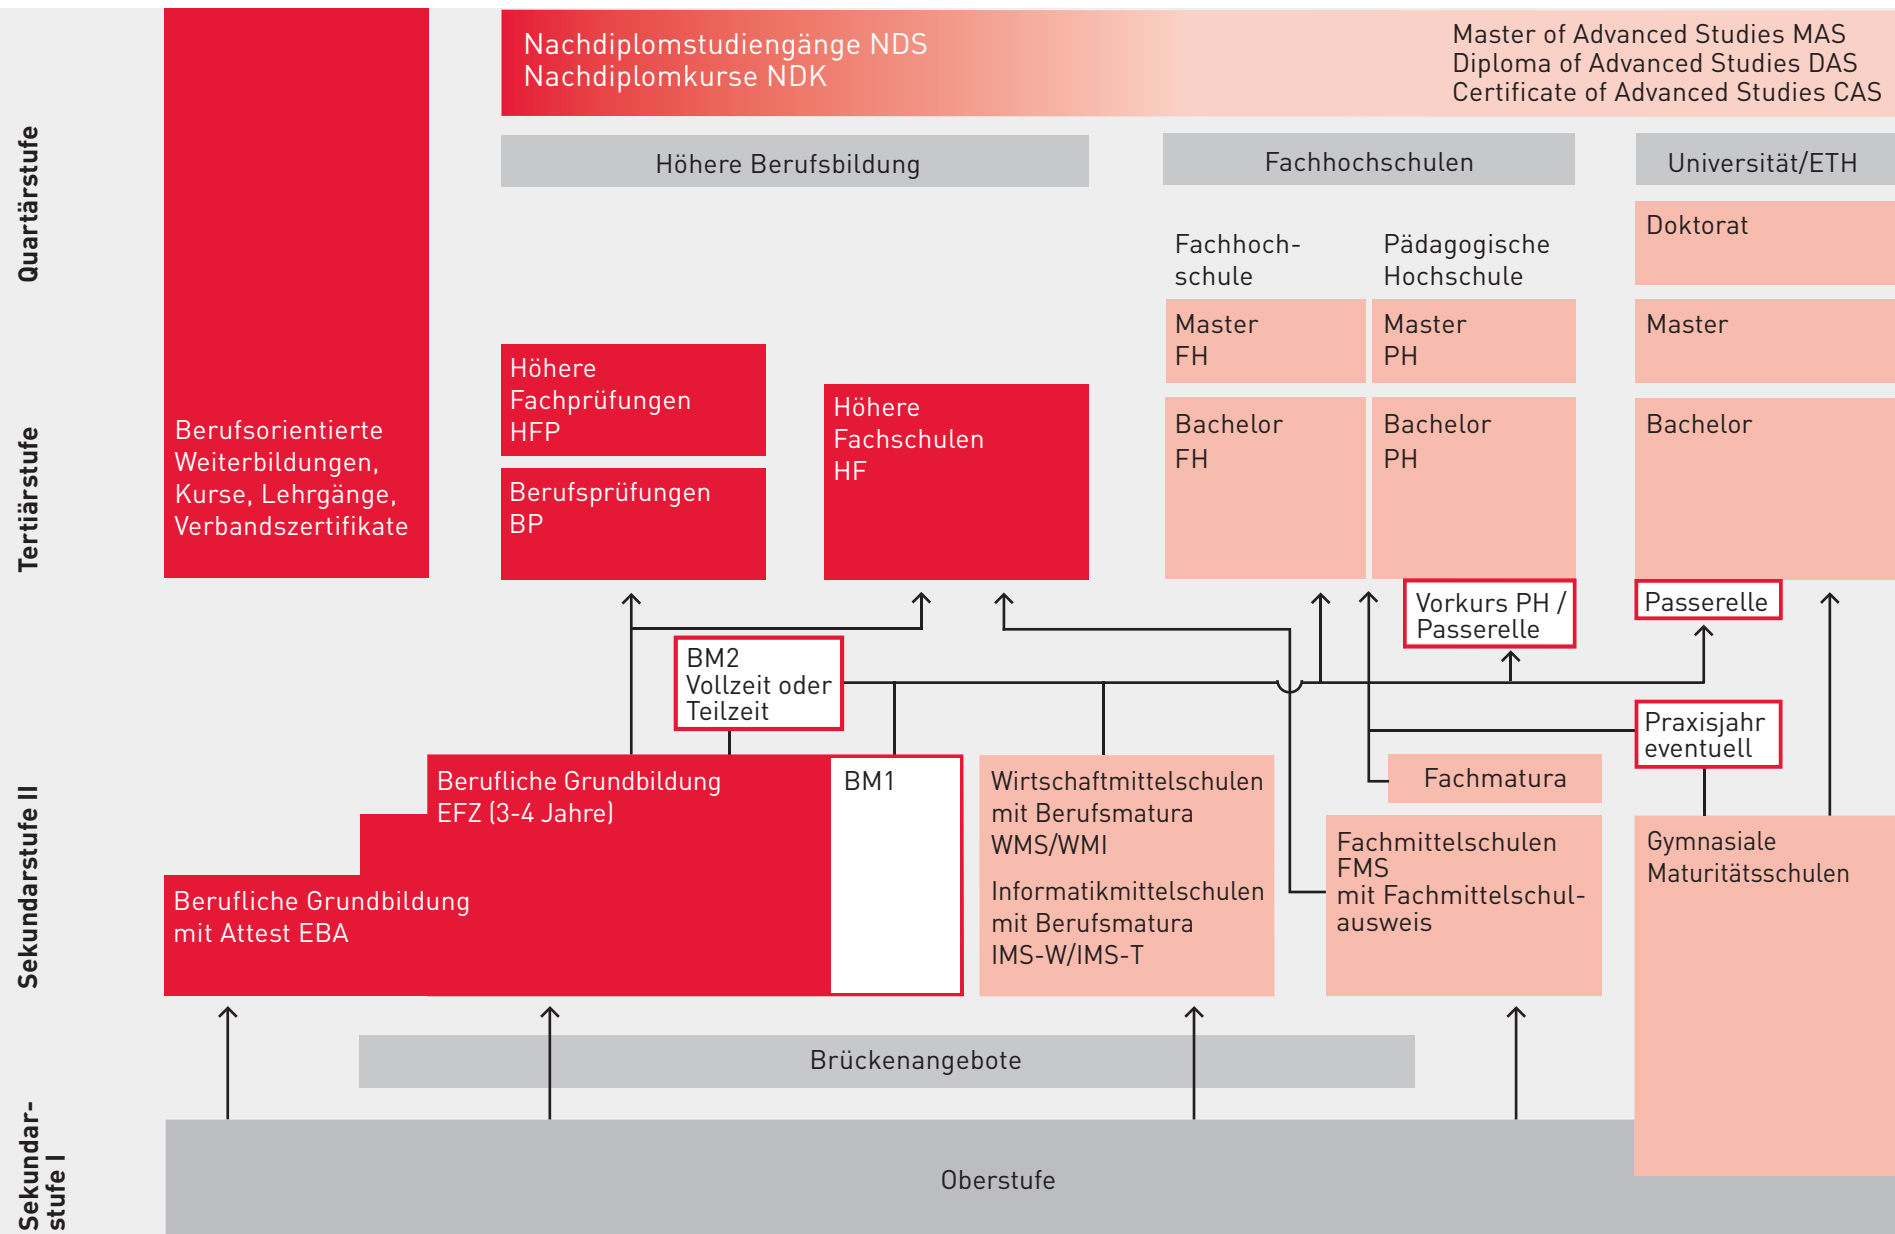 Nachdiplomstudiengänge NDS
Nachdiplomkurse NDK
Master of Advanced Studies MAS
Diploma of Advanced Studies DAS
Certificate of Advanced Studies CAS
Quartärstufe
Höhere Berufsbildung
Fachhochschulen
Universität/ETH
Fachhoch-
schule
Pädagogische
Hochschule
Doktorat
Master
FH
Master
PH
Master
Tertiärstufe
Berufsorientierte
Weiterbildungen,
Kurse, Lehrgänge,
Verbandszertifikate
Höhere
Fachprüfungen
HFP
Berufsprüfungen
BP
Höhere
Fachschulen
HF
Bachelor
FH
Bachelor
PH
Bachelor
Vorkurs PH /
Passerelle
Passerelle
BM2
Vollzeit oder
Teilzeit
Praxisjahr
eventuell
Sekundarstufe II
Berufliche Grundbildung
EFZ (3-4 Jahre)
Berufliche Grundbildung
mit Attest EBA
BM1
Wirtschaftmittelschulen
mit Berufsmatura
WMS/WMI
Informatikmittelschulen
mit Berufsmatura
IMS-W/IMS-T
Fachmatura
Fachmittelschulen
FMS
mit Fachmittelschul-
ausweis
Gymnasiale
Maturitätsschulen
Brückenangebote
Sekundar-
stufe I
Oberstufe